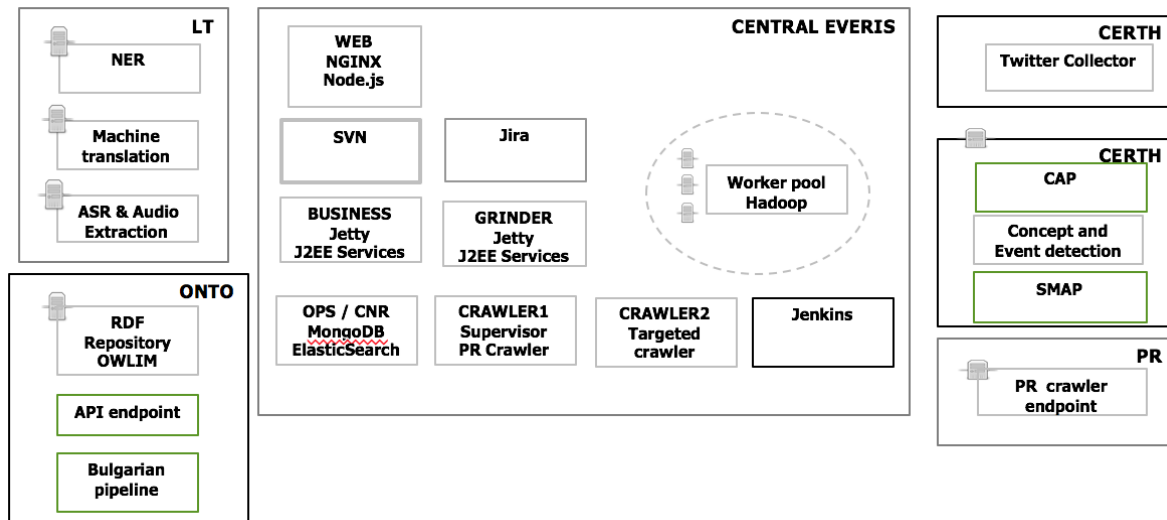 LT
NER
Machine
translation
ASR & Audio
Extraction
ONTO
RDF
Repository
OWLIM
API endpoint
Bulgarian
pipeline
CENTRAL EVERIS
WEB
NGINX
Node.js
SVN
Jira
BUSINESS
Jetty
J2EE Services
GRINDER
Jetty
J2EE Services
Worker pool
Hadoop
OPS / CNR
MongoDB
ElasticSearch
CRAWLER1
Supervisor
PR Crawler
CRAWLER2
Targeted
crawler
Jenkins
CERTH
Twitter Collector
CERTH
CAP
Concept and
Event detection
SMAP
PR
PR crawler
endpoint